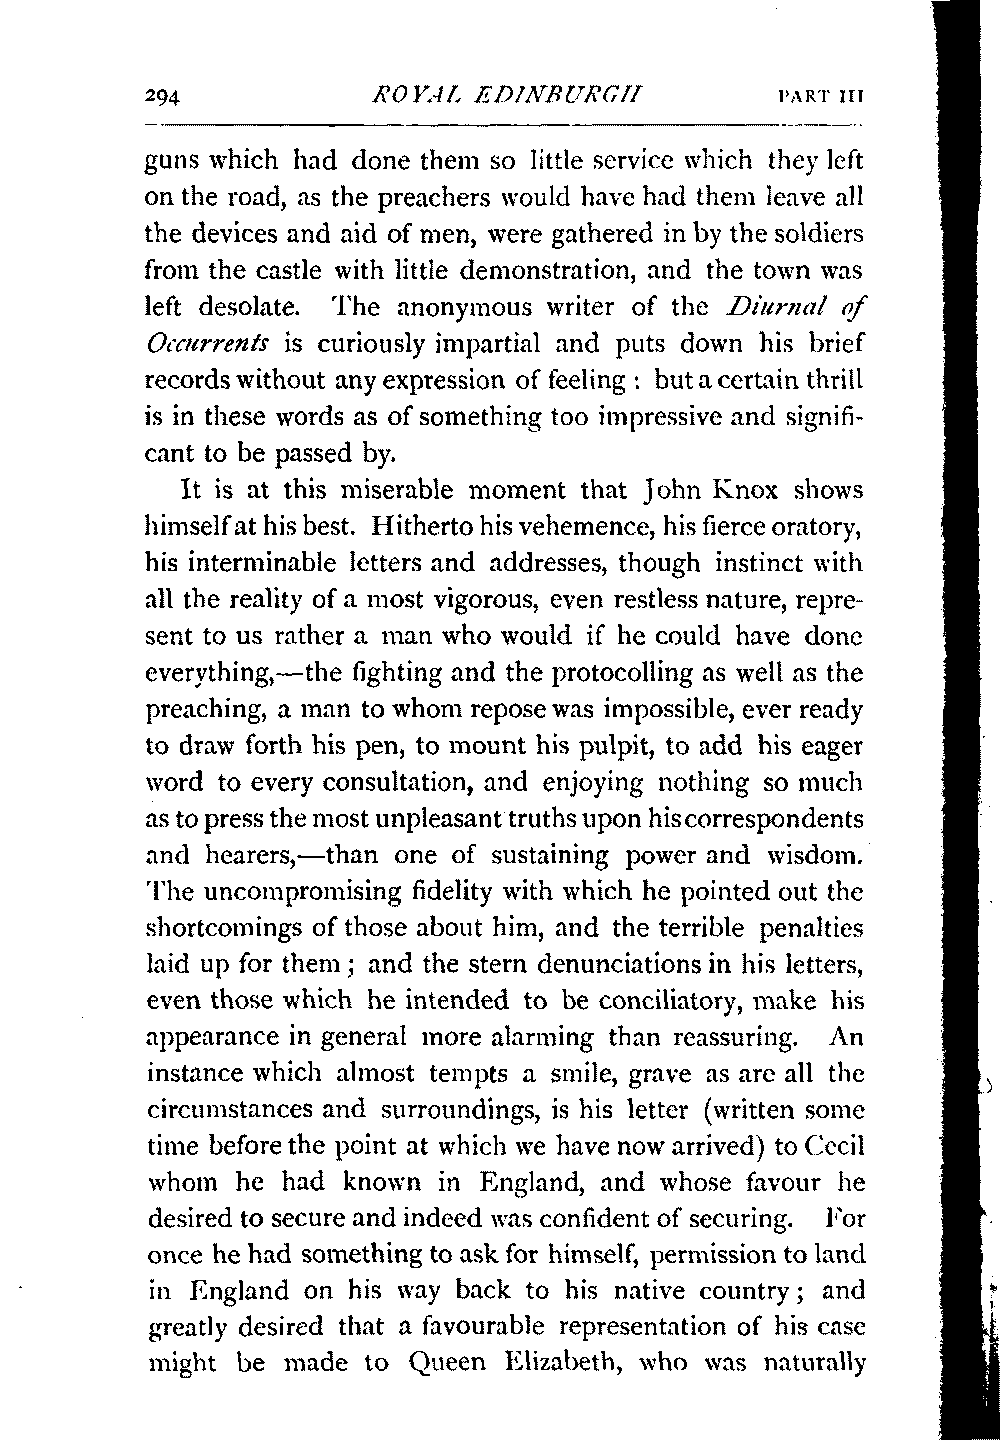 294 ROYAL EDINBURGH PART III
guns which had done them so little service which they left
on the road, as the preachers would have had them leave all
the devices and aid of men, were gathered in by the soldiers
from the castle with little demonstration, and the town was
left desolate. The anonymous writer of the Diurnal of
Occurrents is curiously impartial and puts down his brief
records without any expression of feeling : but a certain thrill
is in these words as of something too impressive and signifi-
cant to be passed by.
It is at this miserable moment that John Knox shows
himself at his best. Hitherto his vehemence, his fierce oratory,
his interminable letters and addresses, though instinct with
all the reality of a most vigorous, even restless nature, repre-
sent to us rather a man who would if he could have done
everything,—the fighting and the protocolling as well as the
preaching, a man to whom repose was impossible, ever ready
to draw forth his pen, to mount his pulpit, to add his eager
word to every consultation, and enjoying nothing so much
as to press the most unpleasant truths upon his correspondents
and hearers,—than one of sustaining power and wisdom.
The uncompromising fidelity with which he pointed out the
shortcomings of those about him, and the terrible penalties
laid up for them ; and the stern denunciations in his letters,
even those which he intended to be conciliatory, make his
appearance in general more alarming than reassuring. An
instance which almost tempts a smile, grave as are all the
circumstances and surroundings, is his letter (written some
time before the point at which we have now arrived) to Cecil
whom he had known in England, and whose favour he
desired to secure and indeed was confident of securing. For
once he had something to ask for himself, permission to land
in England on his way back to his native country ; and
greatly desired that a favourable representation of his case
might be made to Queen Elizabeth, who was naturally